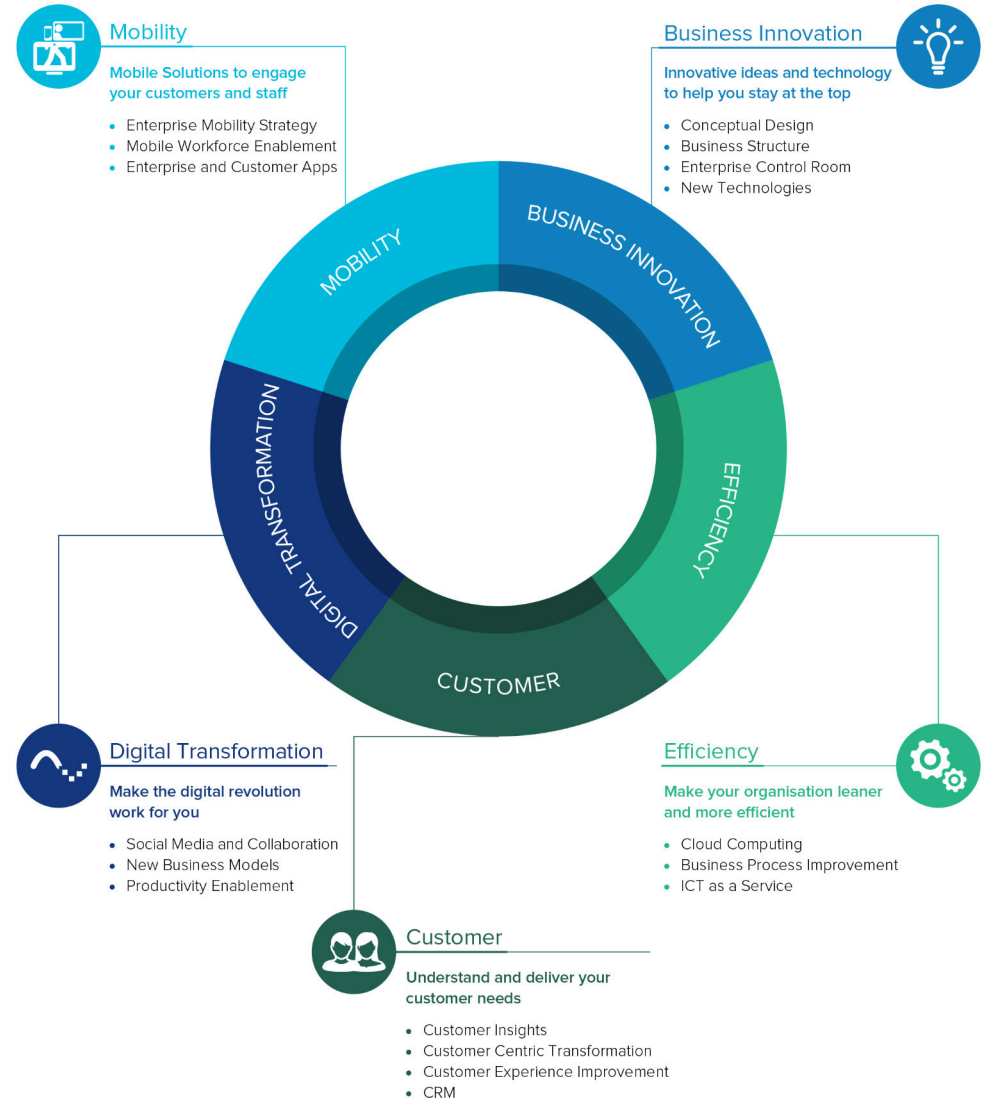 Mobility
Mobile Solutions to engage
your customers and staff
• Enterprise Mobility Strategy
• Mobile Workforce Enablement
• Enterprise and Customer Apps
Business Innovation
Innovative ideas and technology
to help you stay at the top
• Conceptual Design
• Business Structure
• Enterprise Control Room
• New Technologies
MOBILITY
BUSINESS INNOVATION
DIGITAL TRANSFORMATION
EFFICIENCY
CUSTOMER
Digital Transformation
Make the digital revolution
work for you
• Social Media and Collaboration
• New Business Models
• Productivity Enablement
Efficiency
Make your organisation leaner
and more efficient
• Cloud Computing
• Business Process Improvement
• ICT as a Service
Customer
Understand and deliver your
customer needs
• Customer Insights
• Customer Centric Transformation
• Customer Experience Improvement
• CRM